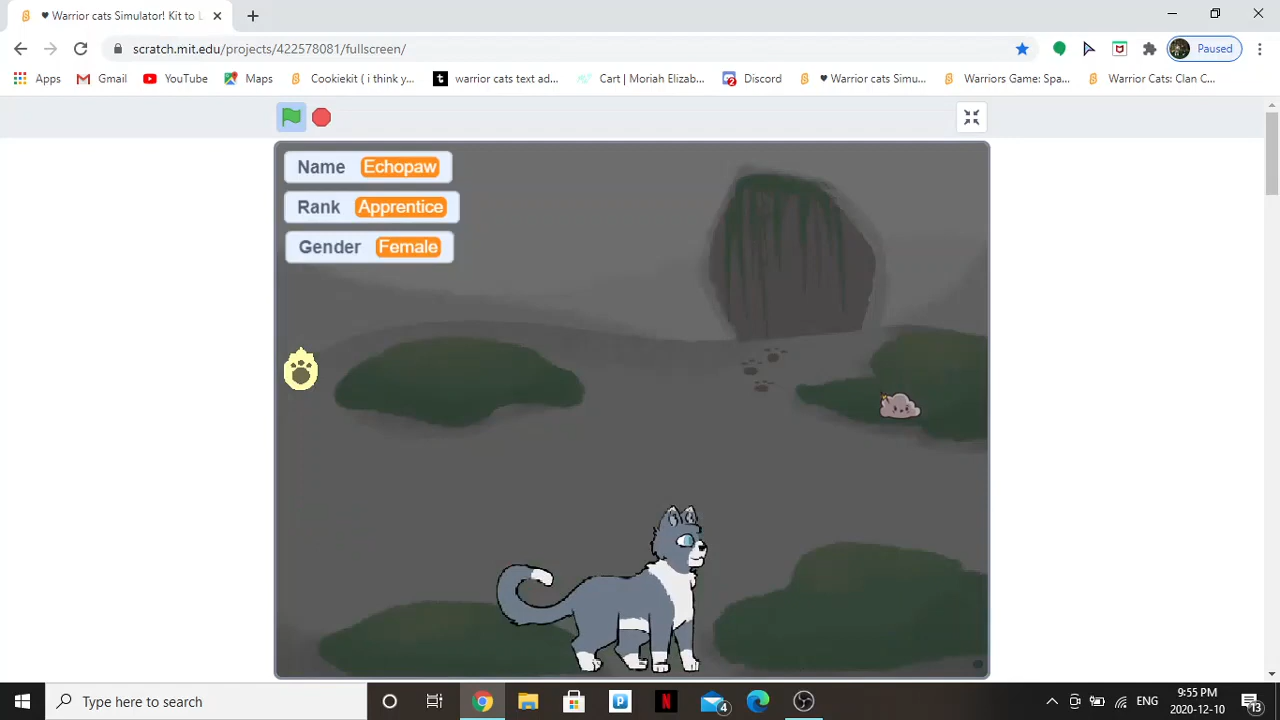 ♥ Warrior cats Simulator! Kit to L
scratch.mit.edu/projects/422578081/fullscreen/
Paused
Apps
Gmail
YouTube
Maps
Cookiekit ( i think y...
t
warrior cats text ad...
Cart | Moriah Elizab...
2
Discord
♥ Warrior cats Simu...
Warriors Game: Spa...
Warrior Cats: Clan C...
Name Echopaw
Rank Apprentice
Gender Female
Type here to search
P
N
4
ENG
9:55 PM
2020-12-10
13